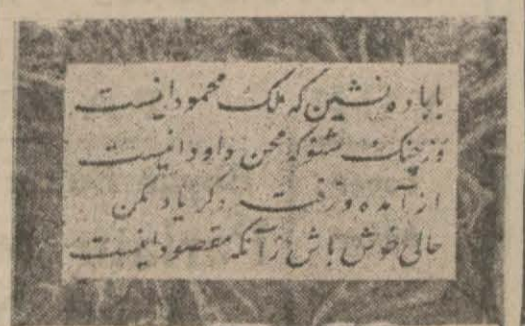 با باده نشین که ملک محمود اینست
وز چنگ شنو که لحن داود اینست
از آمده و رفته دگر یاد مکن
حالی خوش باش زآنکه مقصود اینست